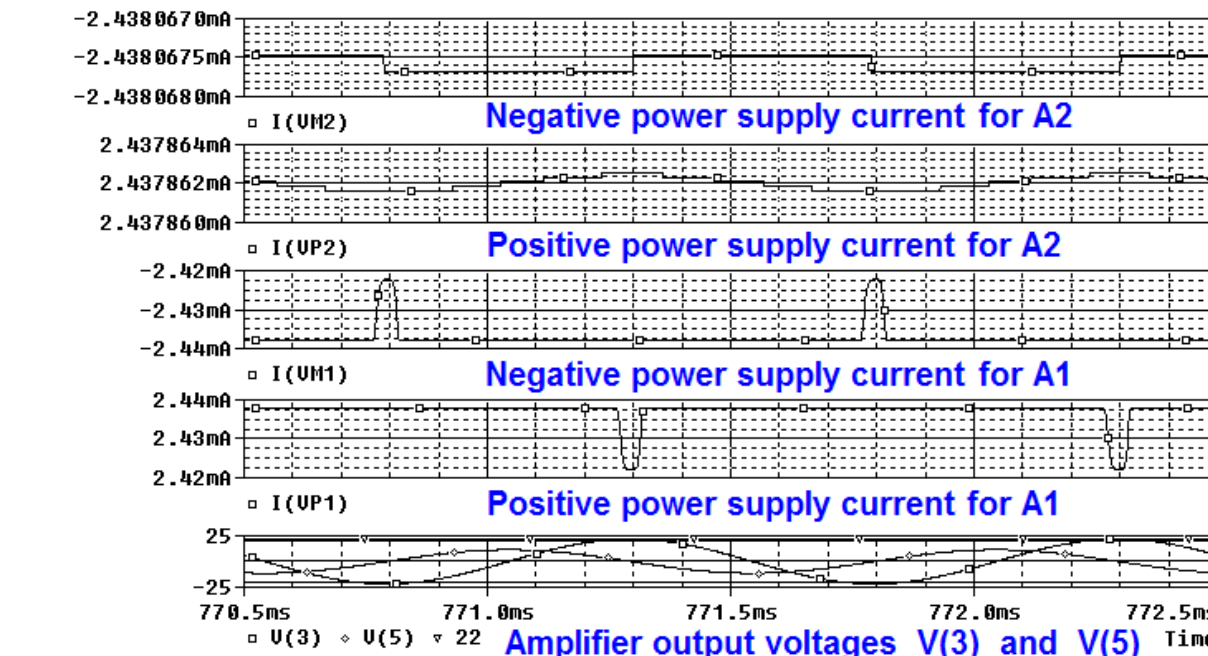 -2.4380670mA
-2.4380675mA
-2.4380680mA
I(VM2) Negative power supply current for A2
2.437864mA
2.437862mA
2.437860mA
I(VP2) Positive power supply current for A2
-2.42mA
-2.43mA
-2.44mA
I(VM1) Negative power supply current for A1
2.44mA
2.43mA
2.42mA
I(VP1) Positive power supply current for A1
25
-25
770.5ms 771.0ms 771.5ms 772.0ms 772.5m
V(3) V(5) 22 Amplifier output voltages V(3) and V(5) Time